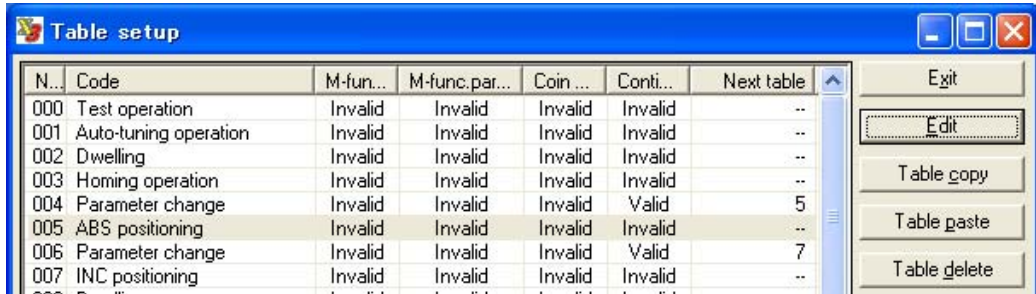 Table setup
N... Code M-fun... M-func.par... Coin ... Conti... Next table
000 Test operation Invalid Invalid Invalid Invalid --
001 Auto-tuning operation Invalid Invalid Invalid Invalid --
002 Dwelling Invalid Invalid Invalid Invalid --
003 Homing operation Invalid Invalid Invalid Invalid --
004 Parameter change Invalid Invalid Invalid Valid 5
005 ABS positioning Invalid Invalid Invalid Invalid --
006 Parameter change Invalid Invalid Invalid Valid 7
007 INC positioning Invalid Invalid Invalid Invalid --
Exit
Edit
Table copy
Table paste
Table delete